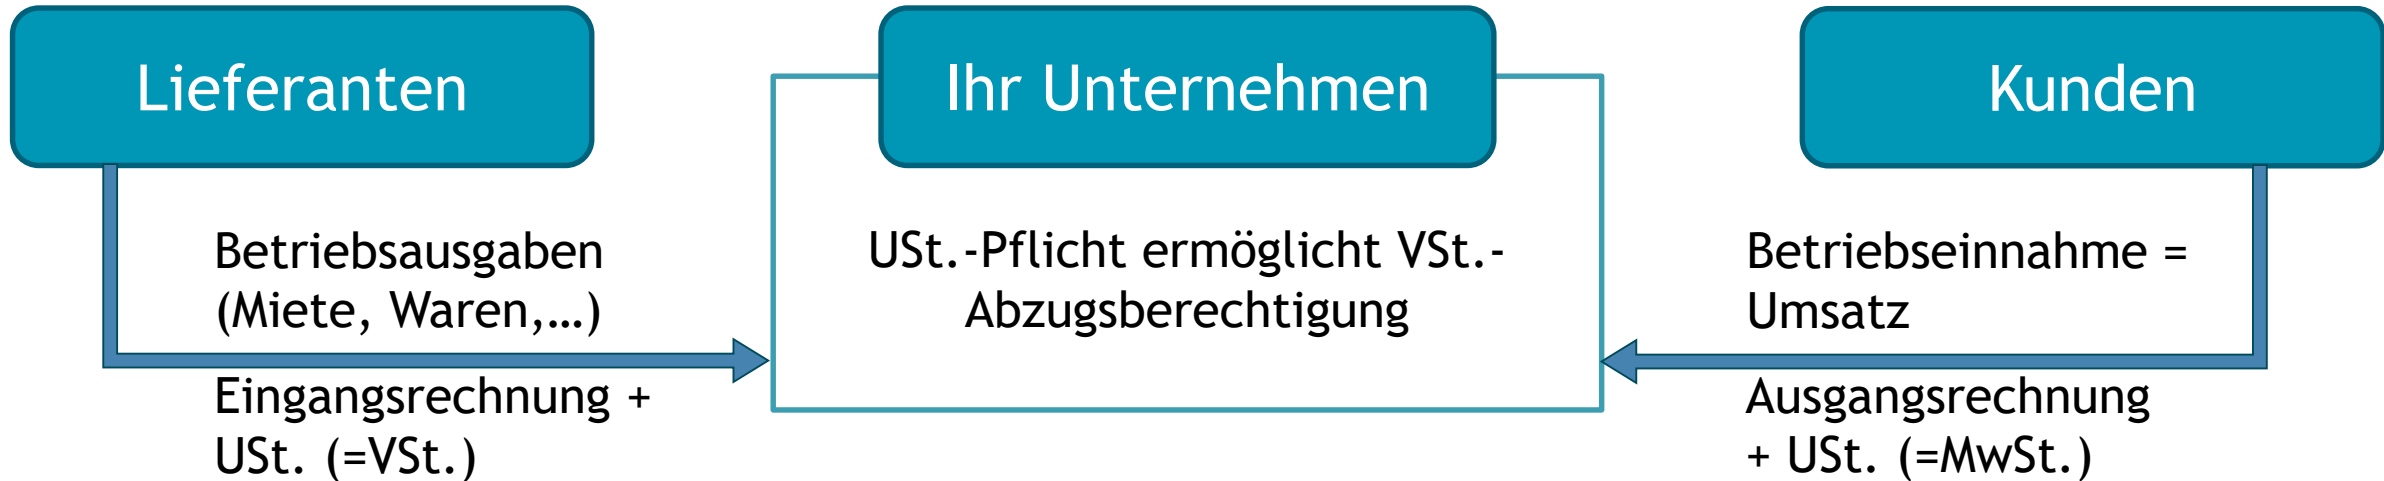 Lieferanten
Ihr Unternehmen
Kunden
Betriebsausgaben
(Miete, Waren,…)
Eingangsrechnung +
USt. (=VSt.)
USt.-Pflicht ermöglicht VSt.-
Abzugsberechtigung
Betriebseinnahme =
Umsatz
Ausgangsrechnung
+ USt. (=MwSt.)